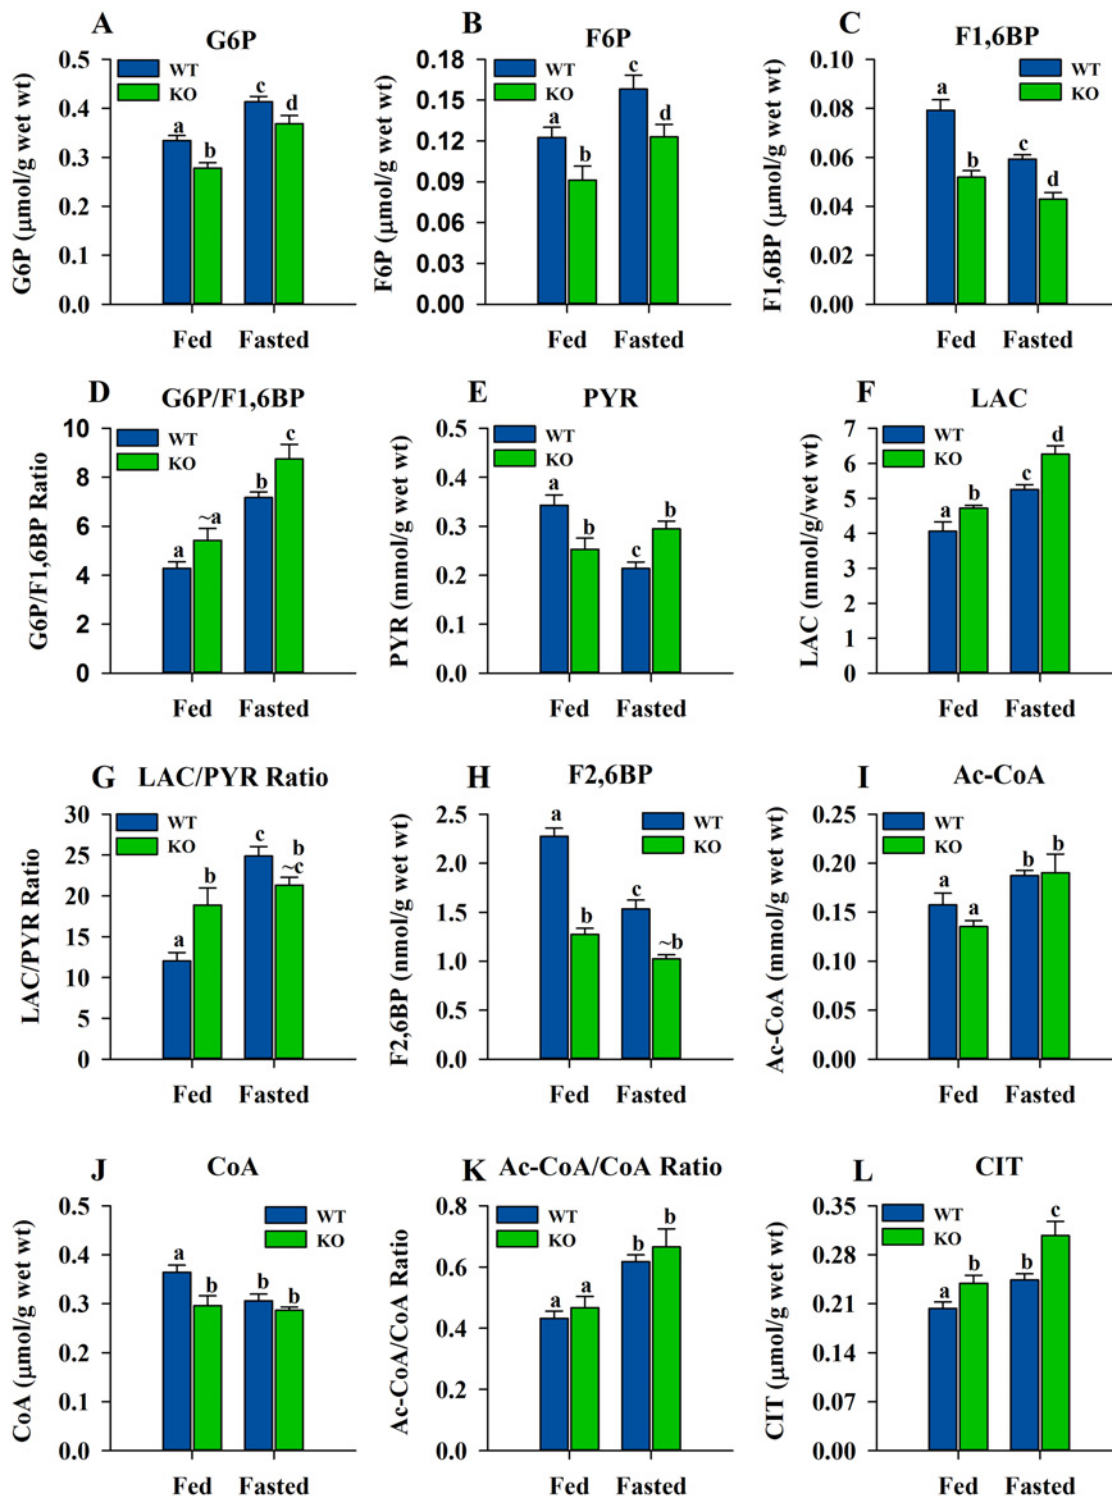 A
G6P
G6P (µmol/g wet wt)
0.5
0.4
0.3
0.2
0.1
0.0
WT
KO
a
b
c
d
Fed
Fasted
B
F6P
F6P (µmol/g wet wt)
0.18
0.15
0.12
0.09
0.06
0.03
0.00
WT
KO
a
b
c
d
Fed
Fasted
C
F1,6BP
F1,6BP (µmol/g wet wt)
0.10
0.08
0.06
0.04
0.02
0.00
WT
KO
a
b
c
d
Fed
Fasted
D
G6P/F1,6BP
G6P/F1,6BP Ratio
10
8
6
4
2
0
WT
KO
a
~a
b
c
Fed
Fasted
E
PYR
PYR (mmol/g wet wt)
0.5
0.4
0.3
0.2
0.1
0.0
WT
KO
a
b
c
b
Fed
Fasted
F
LAC
LAC (mmol/g/wet wt)
7
6
5
4
3
2
1
0
WT
KO
a
b
c
d
Fed
Fasted
G
LAC/PYR Ratio
LAC/PYR Ratio
30
25
20
15
10
5
0
WT
KO
a
b
c
b
~c
Fed
Fasted
H
F2,6BP
F2,6BP (nmol/g wet wt)
2.5
2.0
1.5
1.0
0.5
0.0
WT
KO
a
b
c
~b
Fed
Fasted
I
Ac-CoA
Ac-CoA (mmol/g wet wt)
0.25
0.20
0.15
0.10
0.05
0.00
WT
KO
a
a
b
b
Fed
Fasted
J
CoA
CoA (µmol/g wet wt)
0.5
0.4
0.3
0.2
0.1
0.0
WT
KO
a
b
b
b
Fed
Fasted
K
Ac-CoA/CoA Ratio
Ac-CoA/CoA Ratio
0.8
0.6
0.4
0.2
0.0
WT
KO
a
a
b
b
Fed
Fasted
L
CIT
CIT (µmol/g wet wt)
0.35
0.28
0.21
0.14
0.07
0.00
WT
KO
a
b
b
c
Fed
Fasted